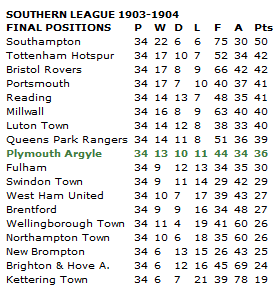 SOUTHERN LEAGUE 1903-1904
FINAL POSITIONS P W D L F A Pts
Southampton 34 22 6 6 75 30 50
Tottenham Hotspur 34 17 10 7 52 34 42
Bristol Rovers 34 17 8 9 66 42 42
Portsmouth 34 17 7 10 40 37 41
Reading 34 14 13 7 48 35 41
Millwall 34 16 8 9 63 40 40
Luton Town 34 14 12 8 38 33 40
Queens Park Rangers 34 14 11 8 51 36 39
Plymouth Argyle 34 13 10 11 44 34 36
Fulham 34 9 12 13 34 35 30
Swindon Town 34 9 11 14 29 42 29
West Ham United 34 10 7 17 39 43 27
Brentford 34 9 9 16 34 48 27
Wellingborough Town 34 11 4 19 41 60 26
Northampton Town 34 10 6 18 35 60 26
New Brompton 34 6 13 15 26 43 25
Brighton & Hove A. 34 6 12 16 45 69 24
Kettering Town 34 6 7 21 39 78 19